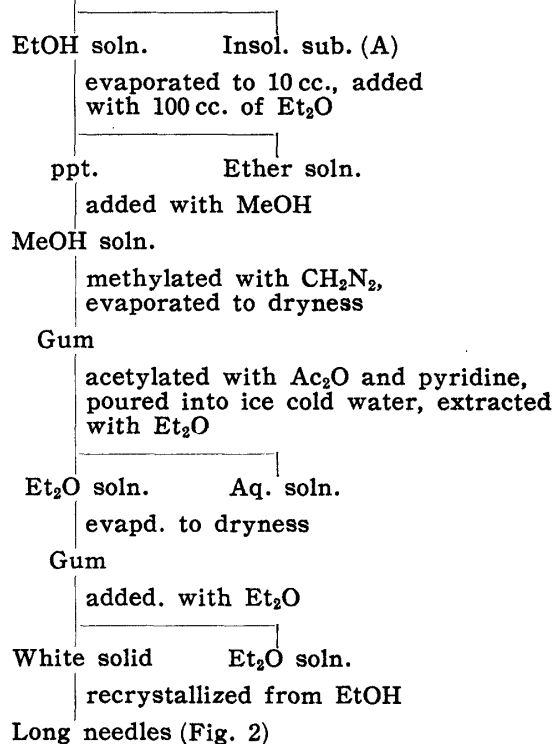 EtOH soln. Insol. sub. (A)
evaporated to 10 cc., added
with 100 cc. of Et₂O
ppt. Ether soln.
added with MeOH
MeOH soln.
methylated with CH₂N₂,
evaporated to dryness
Gum
acetylated with Ac₂O and pyridine,
poured into ice cold water, extracted
with Et₂O
Et₂O soln. Aq. soln.
evapd. to dryness
Gum
added. with Et₂O
White solid Et₂O soln.
recrystallized from EtOH
Long needles (Fig. 2)